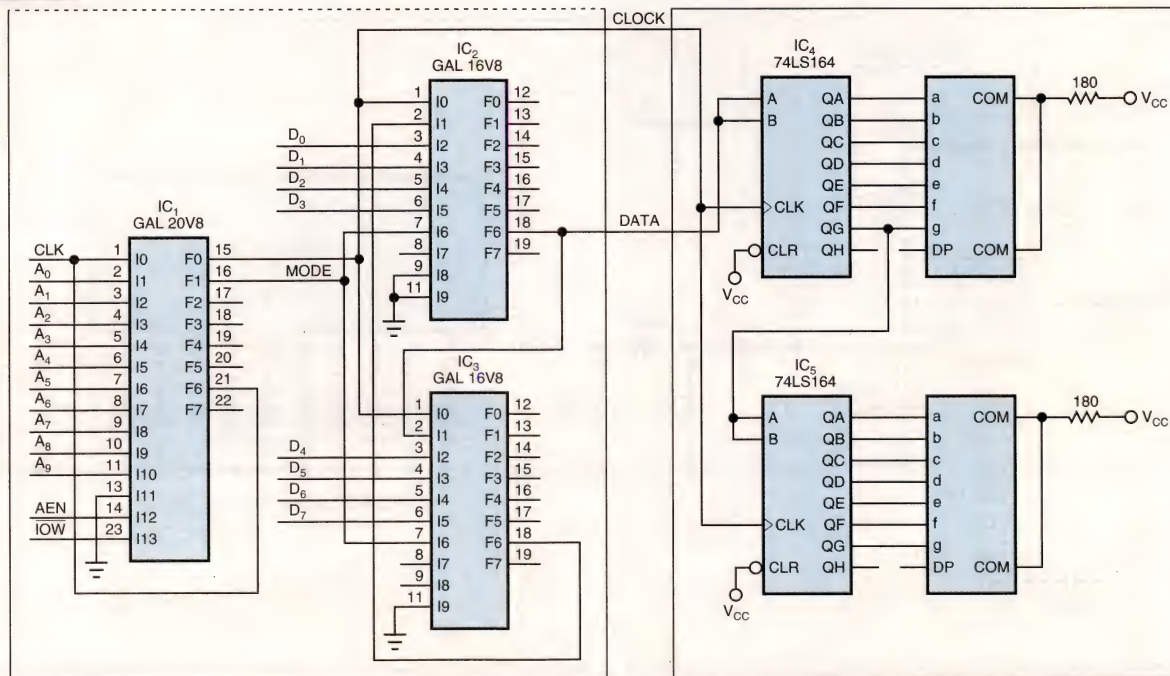 CLOCK
IC2
GAL 16V8
1 I0 F0 12
2 I1 F1 13
D0 3 I2 F2 14
D1 4 I3 F3 15
D2 5 I4 F4 16
D3 6 I5 F5 17
7 I6 F6 18
8 I7 F7 19
9 I8
11 I9
DATA
IC1
GAL 20V8
CLK 1 I0 F0 15
A0 2 I1 F1 16
MODE
A1 3 I2 F2 17
A2 4 I3 F3 18
A3 5 I4 F4 19
A4 6 I5 F5 20
A5 7 I6 F6 21
A6 8 I7 F7 22
A7 9 I8
A8 10 I9
A9 11 I10
13 I11
AEN 14 I12
IOW 23 I13
IC3
GAL 16V8
1 I0 F0 12
2 I1 F1 13
D4 3 I2 F2 14
D5 4 I3 F3 15
D6 5 I4 F4 16
D7 6 I5 F5 17
7 I6 F6 18
8 I7 F7 19
9 I8
11 I9
IC4
74LS164
A QA a COM 180 VCC
B QB b
QC c
QD d
QE e
CLK QF f
QG g
CLR QH DP COM
VCC
IC5
74LS164
A QA a COM 180 VCC
B QB b
QC c
QD d
QE e
CLK QF f
QG g
CLR QH DP COM
VCC